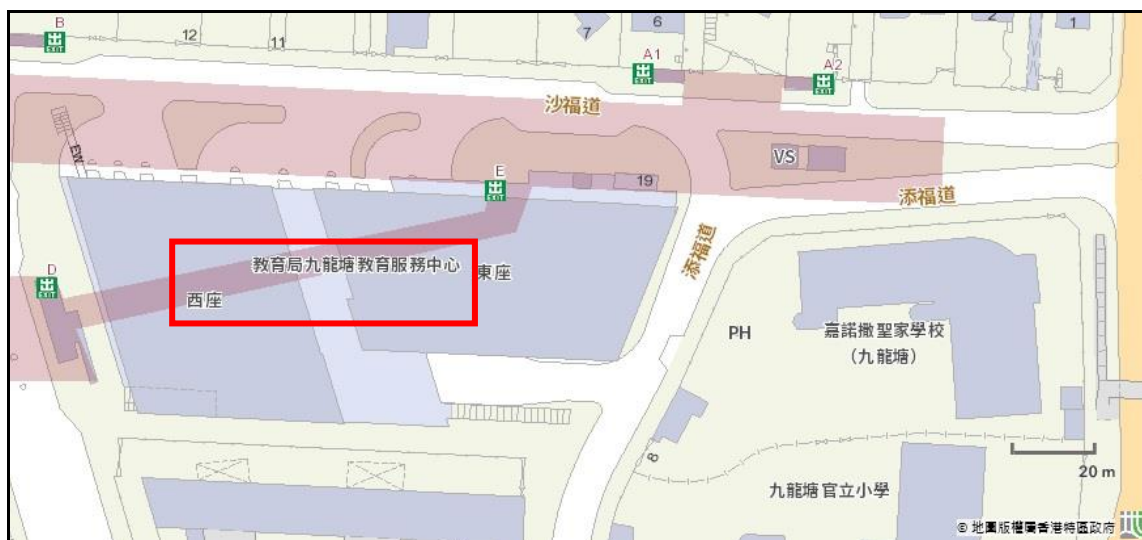 B
出
EXIT
12
11
7
6
A1
出
EXIT
A2
出
EXIT
2
1
沙福道
EW
E
出
EXIT
19
VS
添福道
添福道
D
出
EXIT
教育局九龍塘教育服務中心
東座
西座
PH
嘉諾撒聖家學校
(九龍塘)
8
20 m
九龍塘官立小學
© 地圖版權屬香港特區政府